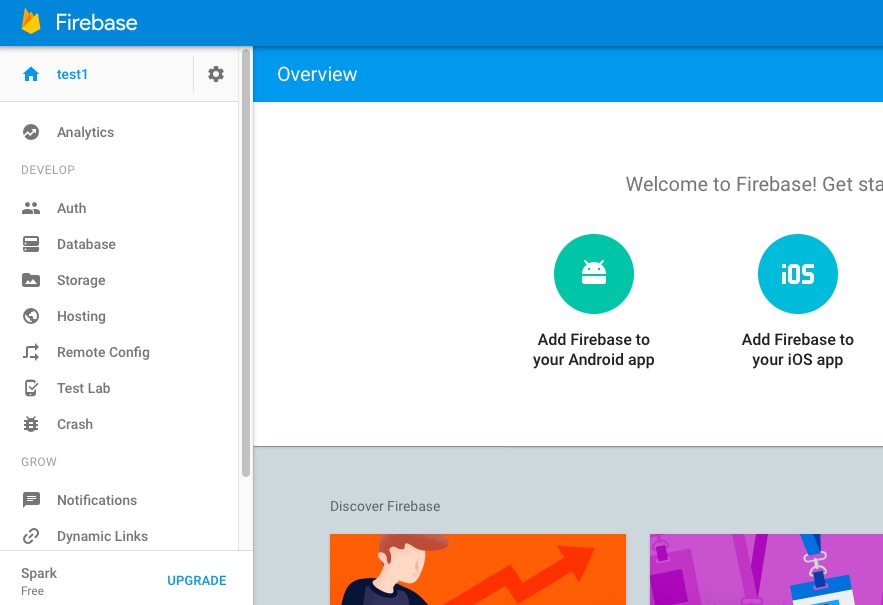 Firebase
test1
Overview
Analytics
DEVELOP
Auth
Database
Storage
Hosting
Remote Config
Test Lab
Crash
GROW
Notifications
Dynamic Links
Spark
Free
UPGRADE
Welcome to Firebase! Get sta
iOS
Add Firebase to
your Android app
Add Firebase to
your iOS app
Discover Firebase